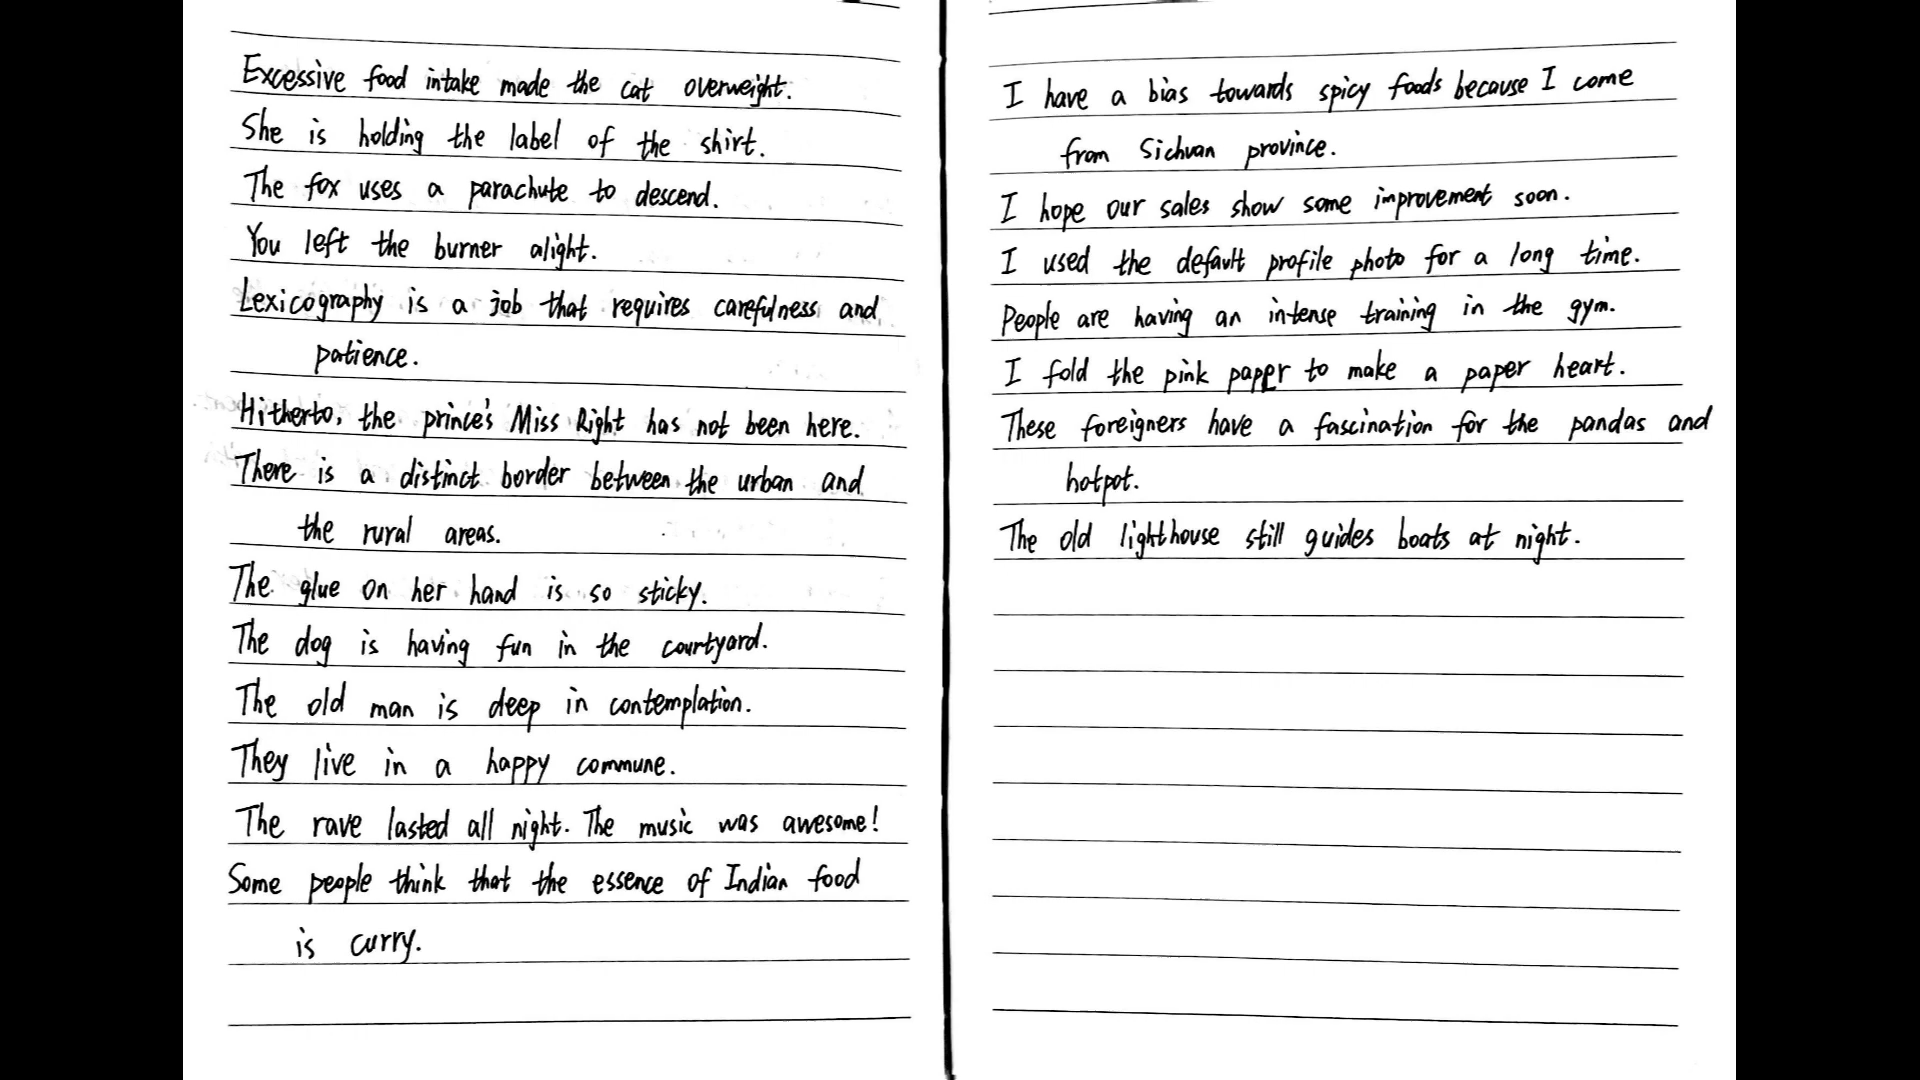 Excessive food intake made the cat overweight.
She is holding the label of the shirt.
The fox uses a parachute to descend.
You left the burner alight.
Lexicography is a job that requires carefulness and
patience.
Hitherto, the prince's Miss Right has not been here.
There is a distinct border between the urban and
the rural areas.
The glue on her hand is so sticky.
The dog is having fun in the courtyard.
The old man is deep in contemplation.
They live in a happy commune.
The rave lasted all night. The music was awesome!
Some people think that the essence of Indian food
is curry.
I have a bias towards spicy foods because I come
from Sichuan province.
I hope our sales show some improvement soon.
I used the default profile photo for a long time.
People are having an intense training in the gym.
I fold the pink paper to make a paper heart.
These foreigners have a fascination for the pandas and
hotpot.
The old lighthouse still guides boats at night.